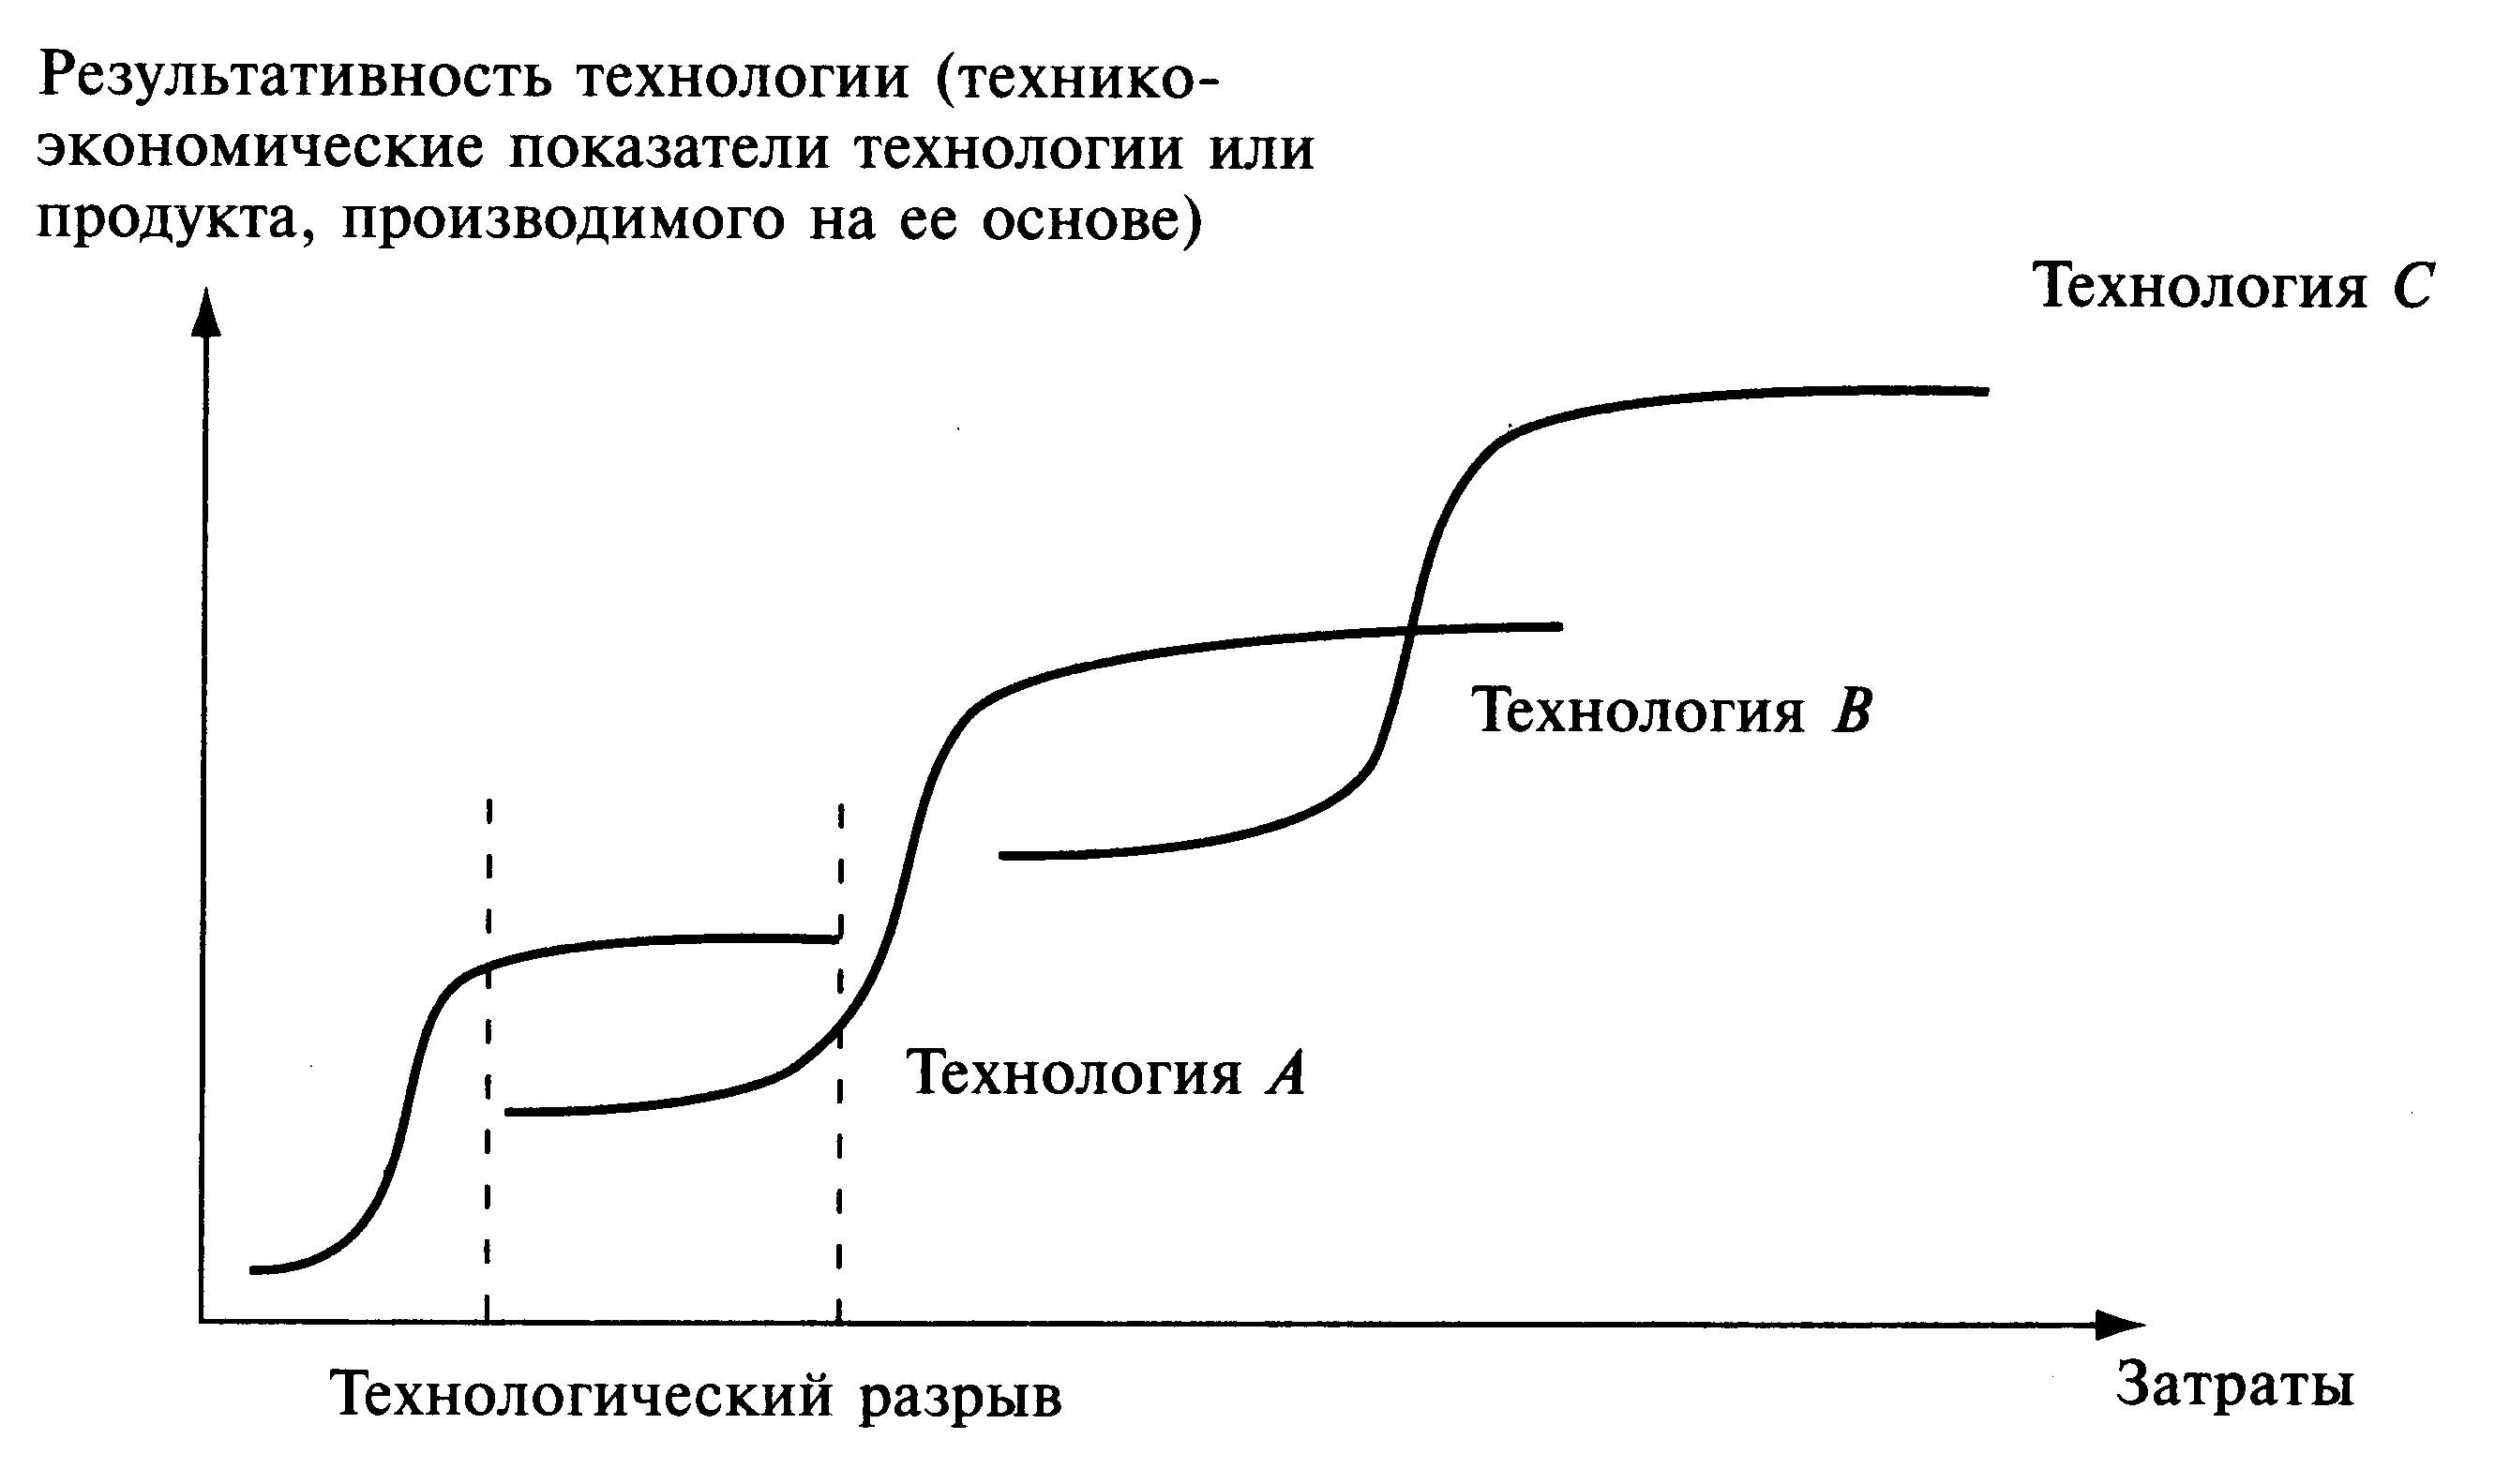 Результативность технологии (технико-
экономические показатели технологии или
продукта, производимого на ее основе)
Технология C
Технология B
Технология A
Технологический разрыв
Затраты